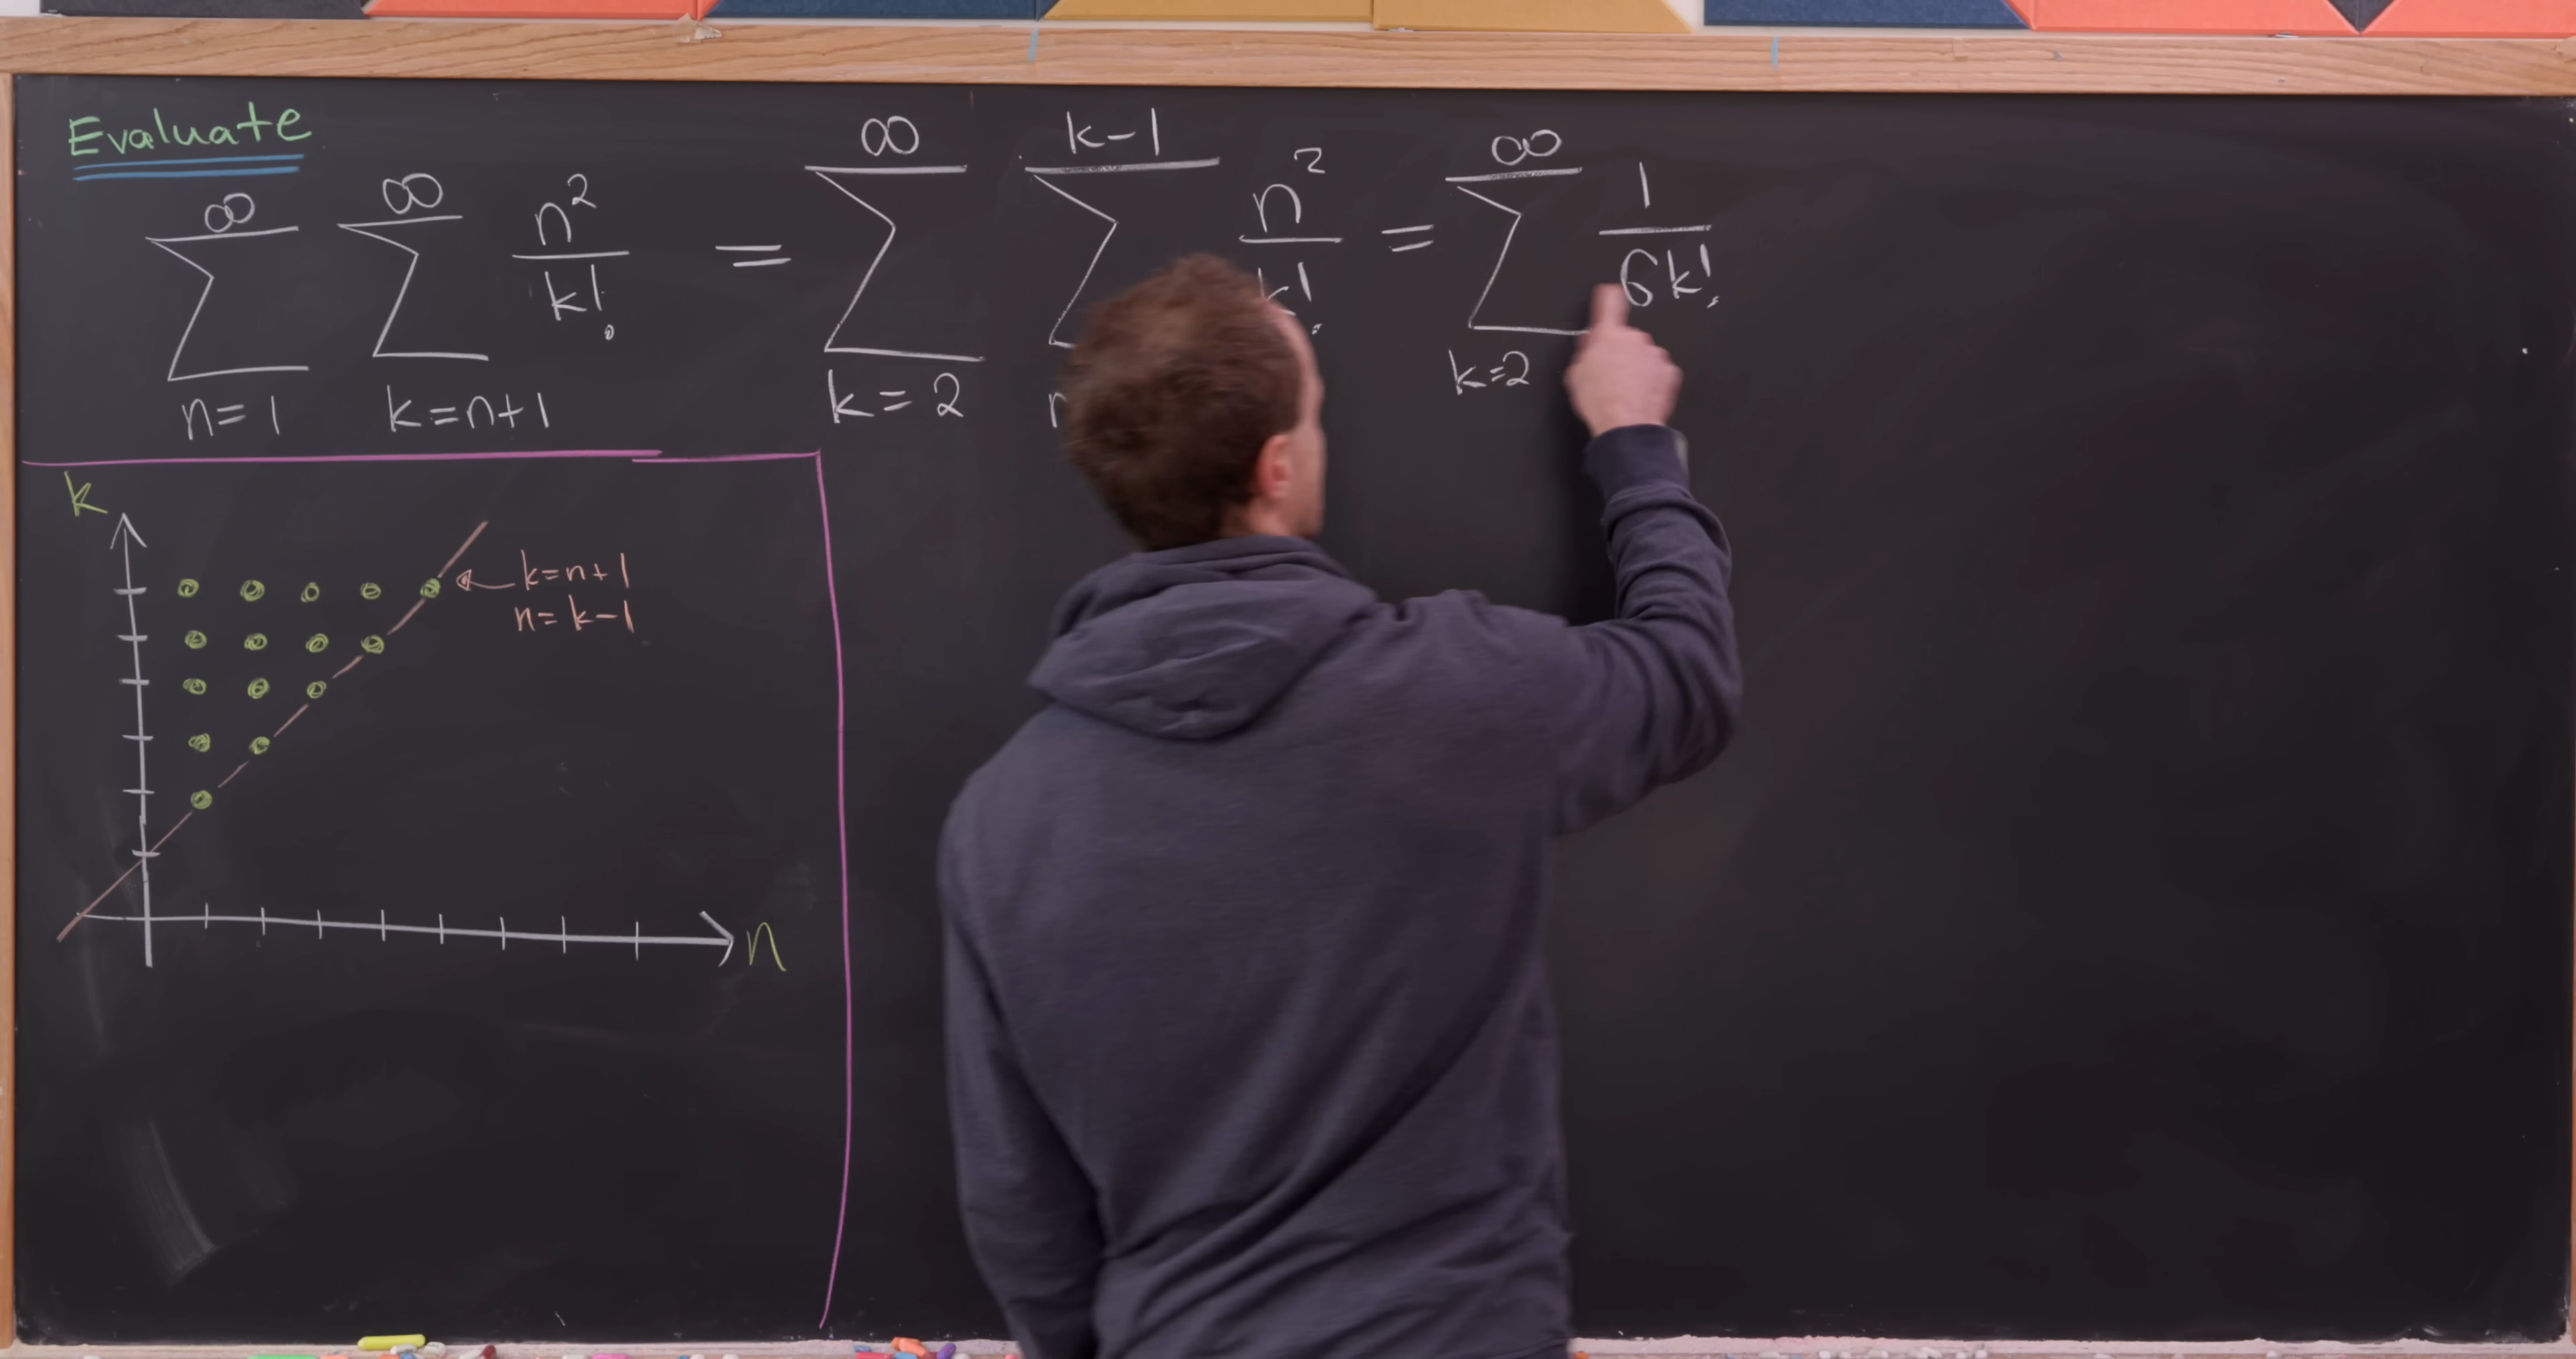 Evaluate
∞ ∞ n² = ∞ k-1 n² = ∞ 1
Σ Σ k! Σ Σ k! Σ 6k!
n=1 k=n+1 k=2 k=2
k
k=n+1
n=k-1
n